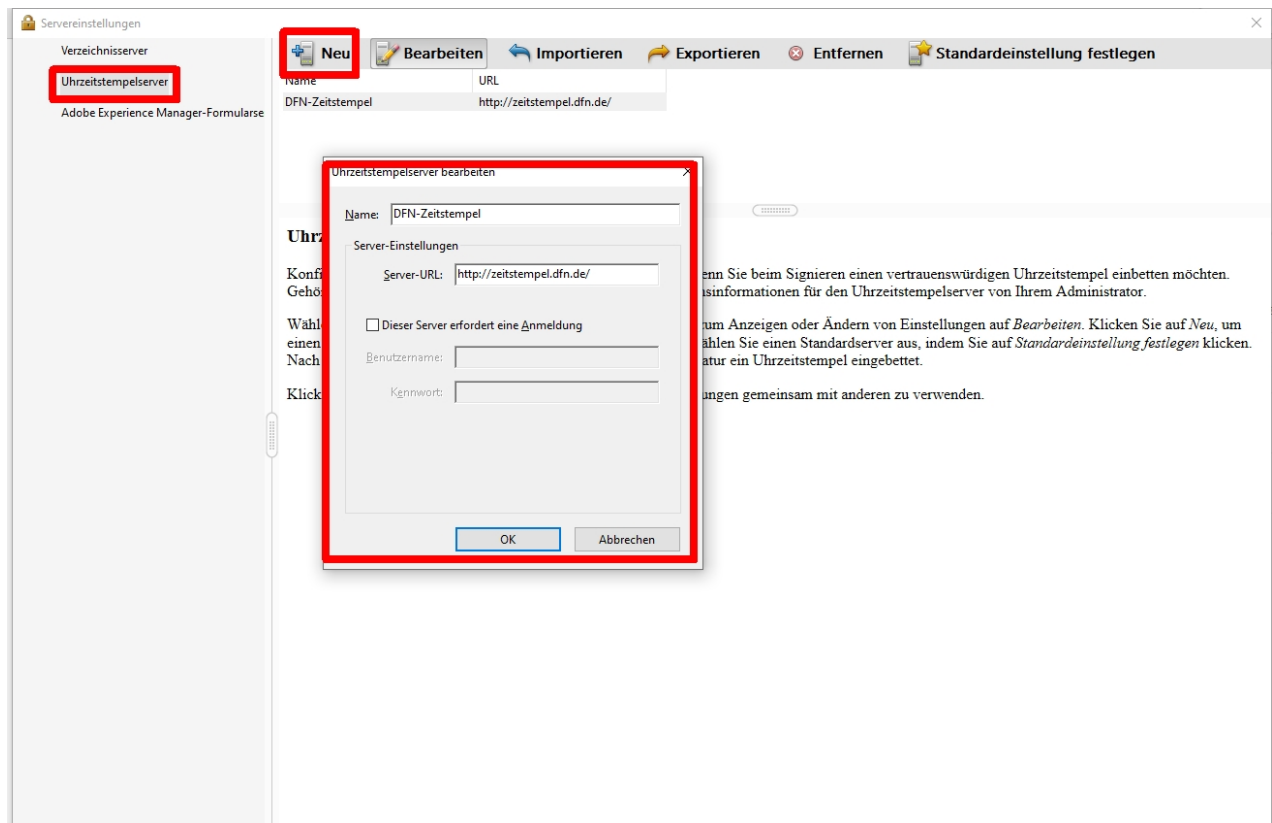 Servereinstellungen
Verzeichnisserver
Uhrzeitstempelserver
Adobe Experience Manager-Formularse
Neu Bearbeiten Importieren Exportieren Entfernen Standardeinstellung festlegen
Name URL
DFN-Zeitstempel http://zeitstempel.dfn.de/
Uhrzeitstempelserver bearbeiten
Name: DFN-Zeitstempel
Server-Einstellungen
Server-URL: http://zeitstempel.dfn.de/
Dieser Server erfordert eine Anmeldung
Benutzername:
Kennwort:
OK Abbrechen
enn Sie beim Signieren einen vertrauenswürdigen Uhrzeitstempel einbetten möchten.
sinformationen für den Uhrzeitstempelserver von Ihrem Administrator.
um Anzeigen oder Ändern von Einstellungen auf Bearbeiten. Klicken Sie auf Neu, um
einen ählen Sie einen Standardserver aus, indem Sie auf Standardeinstellung festlegen klicken.
Nach atur ein Uhrzeitstempel eingebettet.
Klick ungen gemeinsam mit anderen zu verwenden.